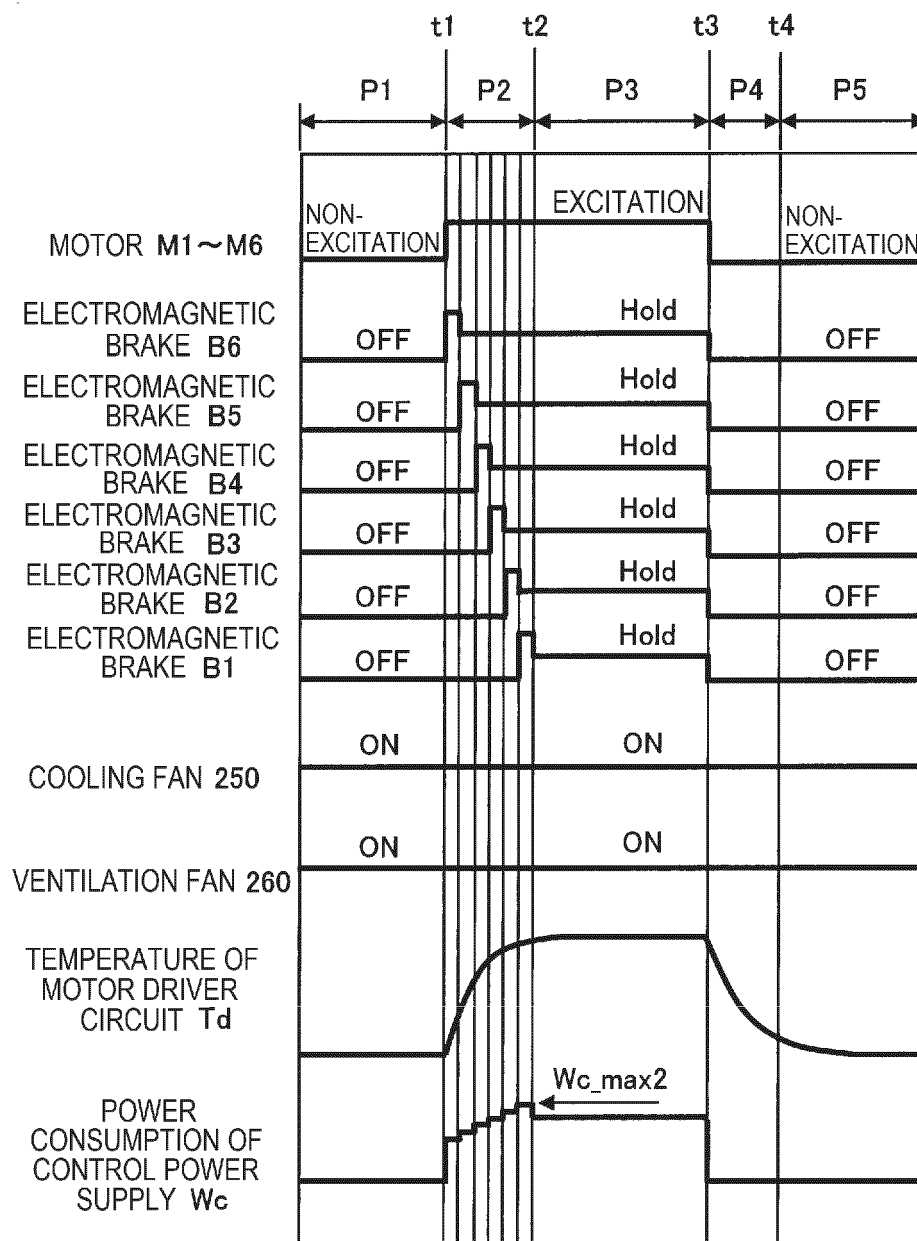 t1 t2 t3 t4
P1 P2 P3 P4 P5
NON-
EXCITATION
EXCITATION
NON-
EXCITATION
MOTOR M1~M6
ELECTROMAGNETIC
BRAKE B6
OFF
Hold
OFF
ELECTROMAGNETIC
BRAKE B5
OFF
Hold
OFF
ELECTROMAGNETIC
BRAKE B4
OFF
Hold
OFF
ELECTROMAGNETIC
BRAKE B3
OFF
Hold
OFF
ELECTROMAGNETIC
BRAKE B2
OFF
Hold
OFF
ELECTROMAGNETIC
BRAKE B1
OFF
Hold
OFF
ON ON
COOLING FAN 250
ON ON
VENTILATION FAN 260
TEMPERATURE OF
MOTOR DRIVER
CIRCUIT Td
Wc_max2
POWER
CONSUMPTION OF
CONTROL POWER
SUPPLY Wc